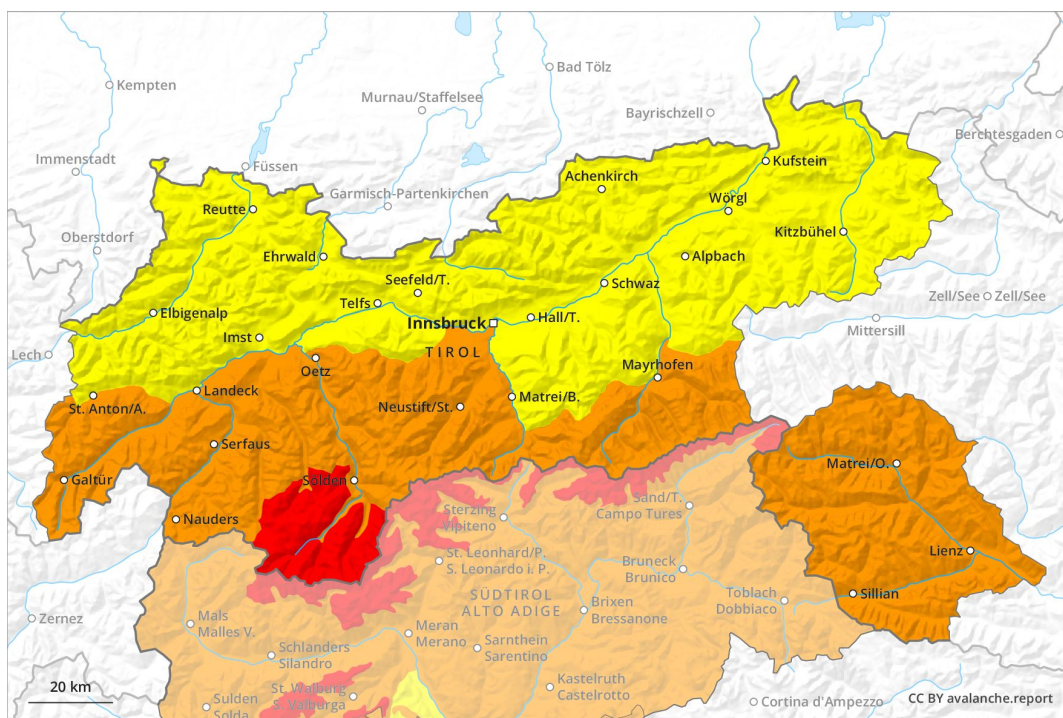 Kempten
Bad Tölz
Murnau/Staffelsee
Bayrischzell
Berchtesgaden
Immenstadt
Füssen
Kufstein
Achenkirch
Garmisch-Partenkirchen
Wörgl
Reutte
Oberstdorf
Kitzbühel
Ehrwald
Alpbach
Seefeld/T.
Schwaz
Telfs
Zell/See
Zell/See
Elbigenalp
Innsbruck
Hall/T.
Mittersill
Imst
Lech
TIROL
Oetz
Mayrhofen
Landeck
Matrei/B.
St. Anton/A.
Neustift/St.
Serfaus
Matrei/O.
Galtür
Sölden
Sand/T.
Campo Tures
Sterzing
Vipiteno
Nauders
Lienz
St. Leonhard/P.
S. Leonardo i. P.
Bruneck
Brunico
SÜDTIROL
ALTO ADIGE
Toblach
Dobbiaco
Sillian
Brixen
Bressanone
Zernez
Mals
Malles V.
Meran
Merano
Sarnthein
Sarentino
Schlanders
Silandro
20 km
St. Walburg
S. Valburga
Kastelruth
Castelrotto
Sulden
Solda
Cortina d'Ampezzo
CC BY avalanche.report